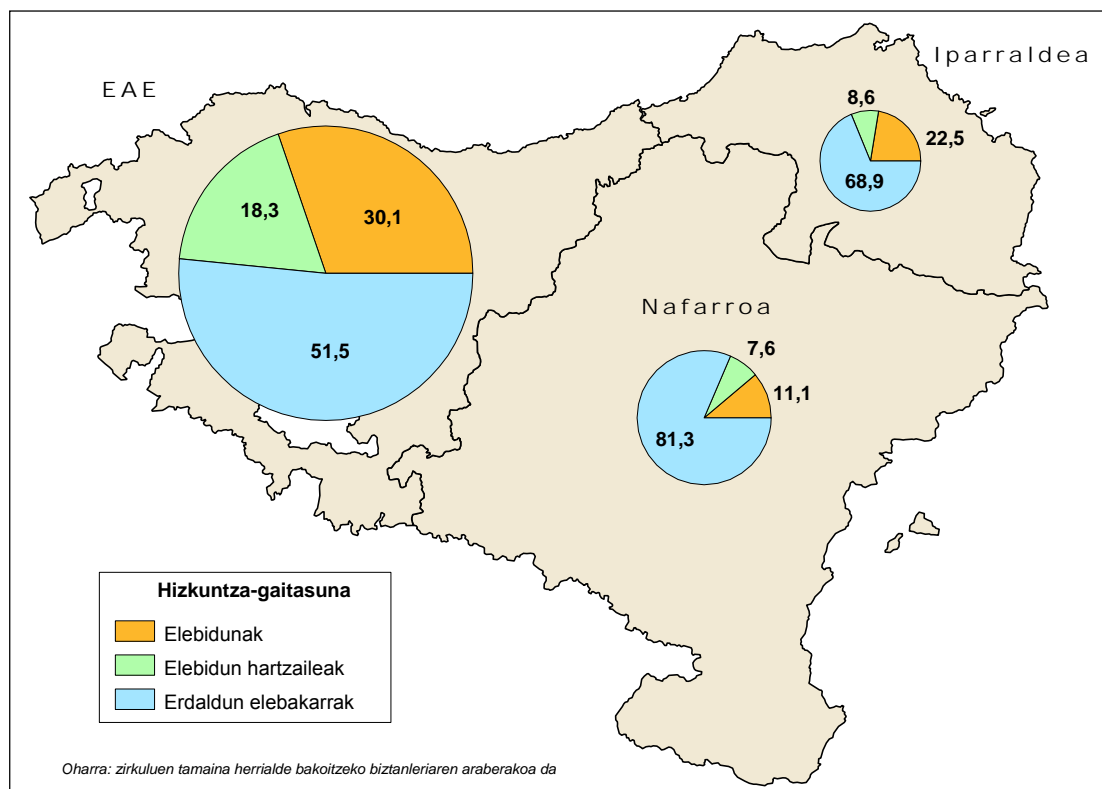 Iparraldea
EAE
8,6
22,5
68,9
18,3
30,1
51,5
Nafarroa
7,6
11,1
81,3
Hizkuntza-gaitasuna
Elebidunak
Elebidun hartzaileak
Erdaldun elebakarrak
Oharra: zirkuluen tamaina herrialde bakoitzeko biztanleriaren araberakoa da